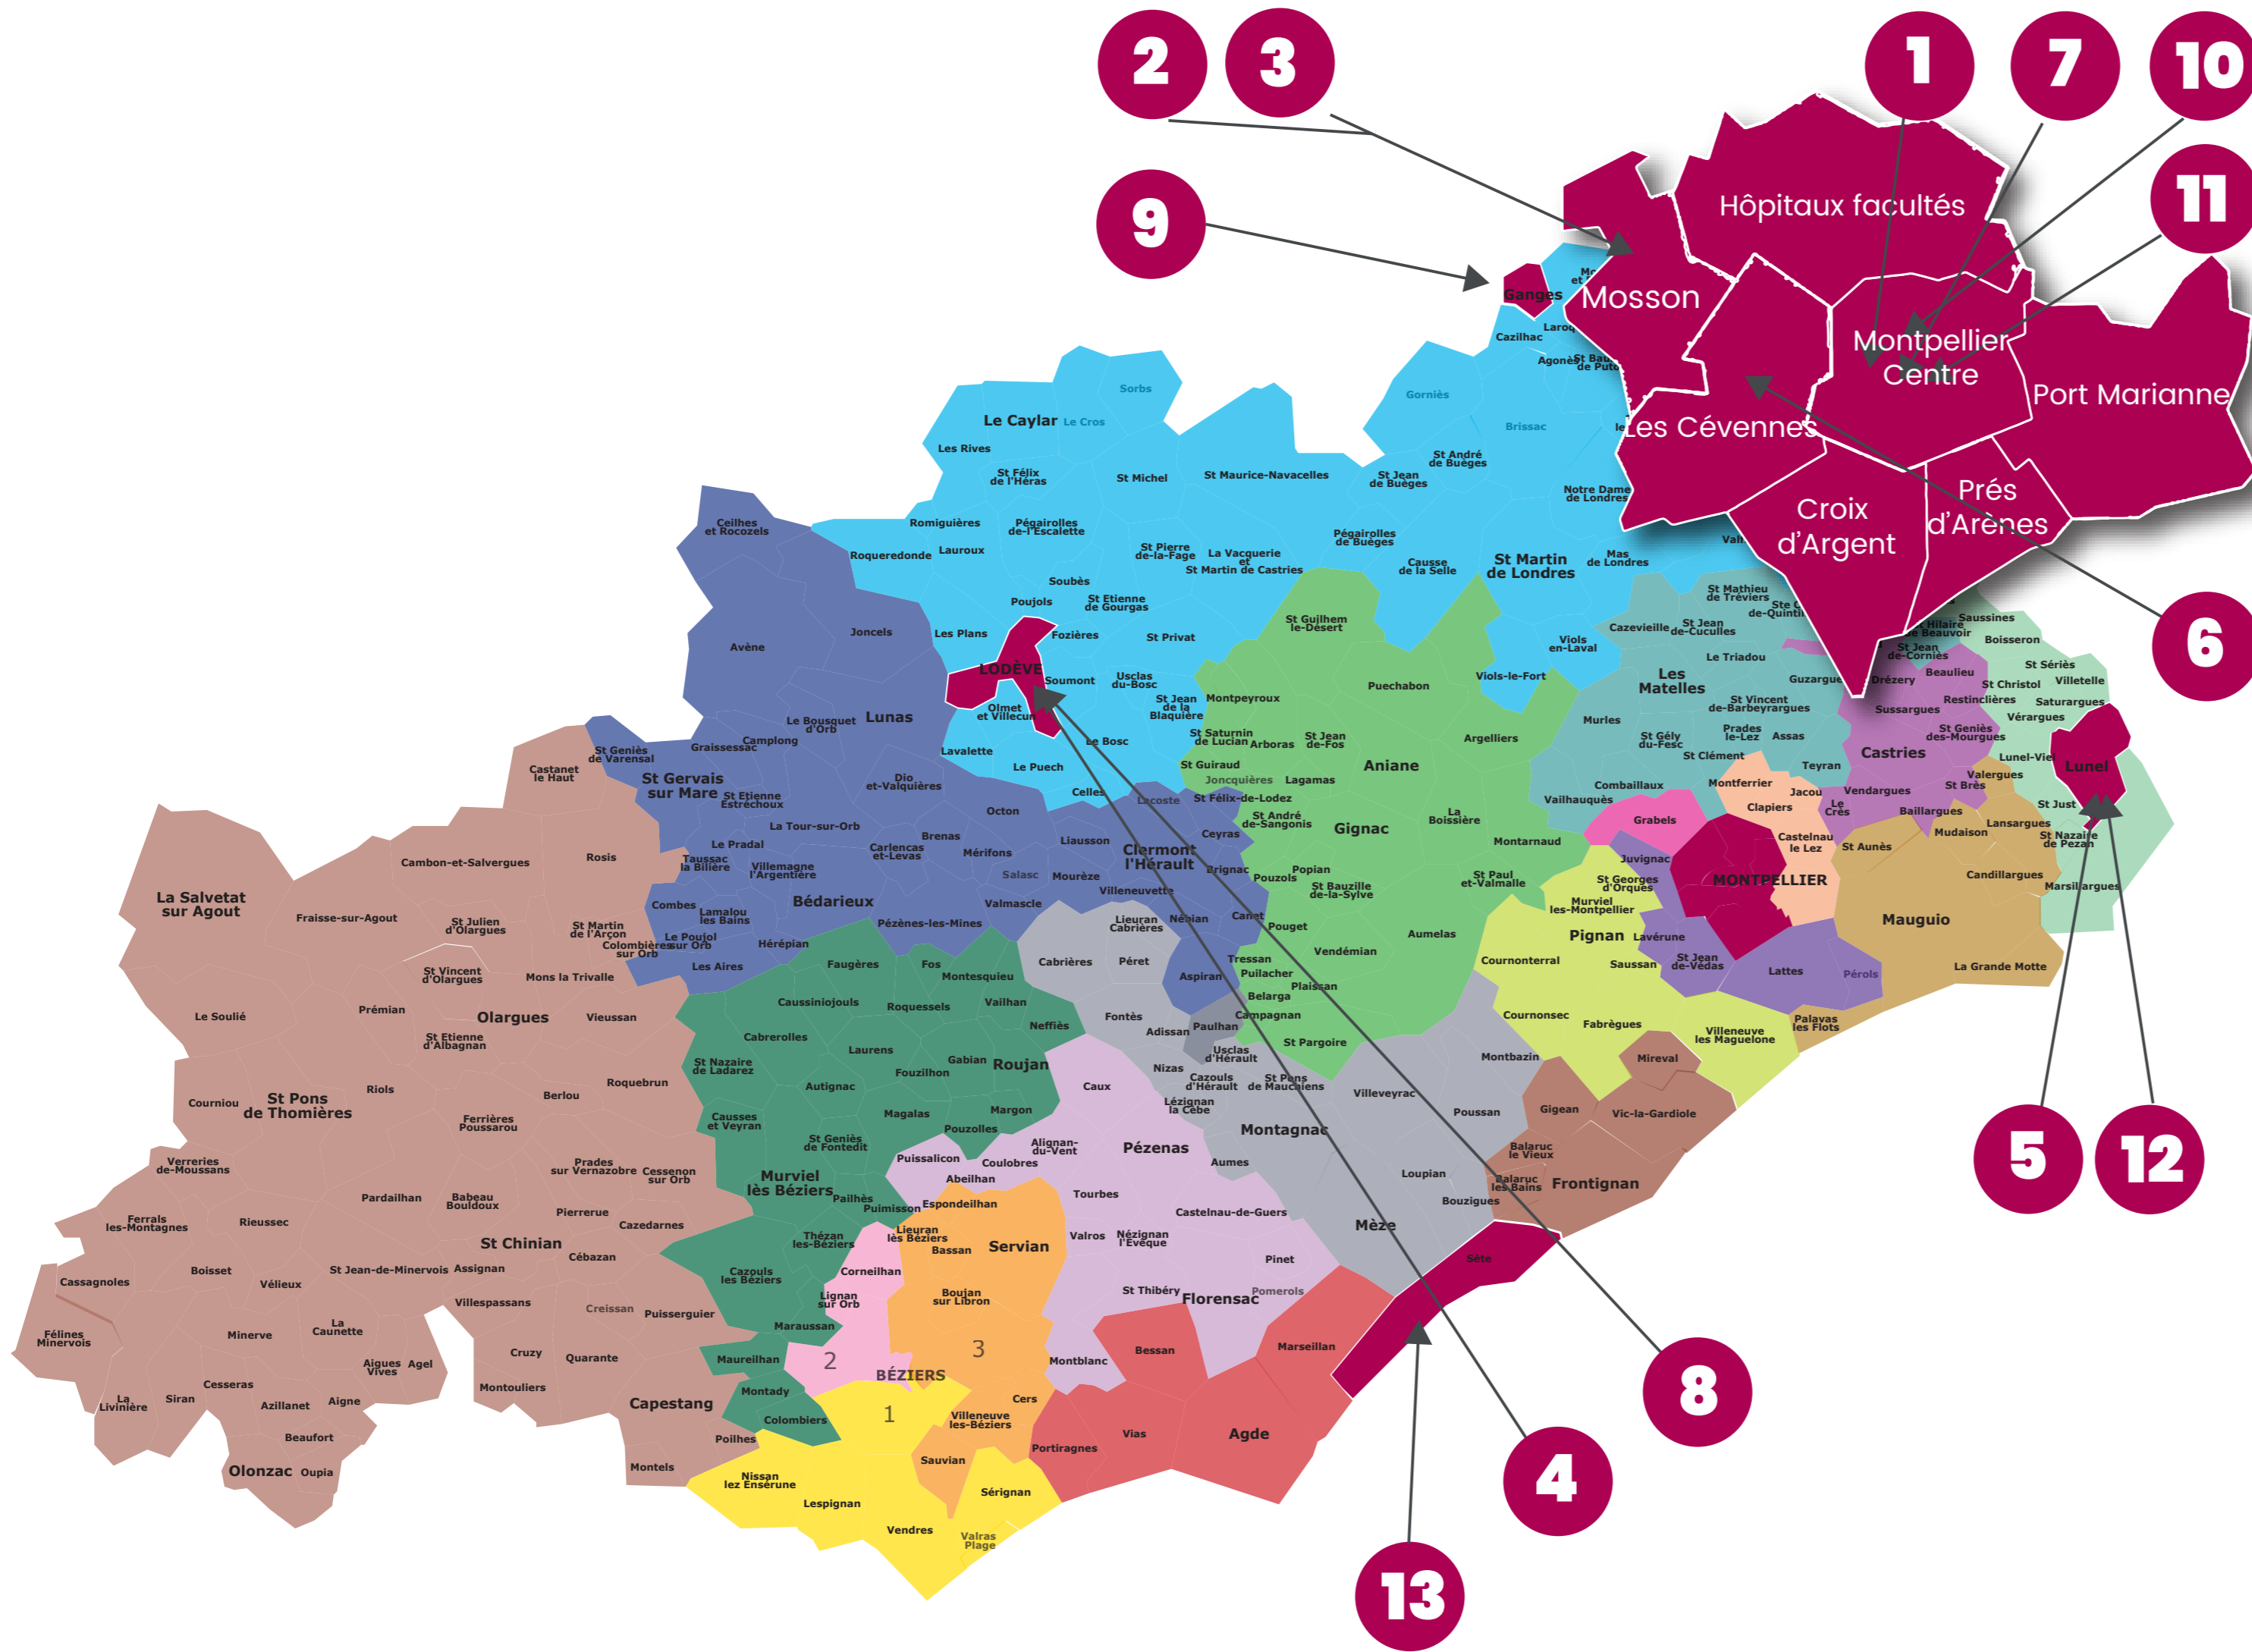 2
3
1
7
10
11
9
Hôpitaux facultés
Mosson
Montpellier
Centre
Port Marianne
Les Cévennes
Croix
d'Argent
Prés
d'Arènes
6
Ganges
Cazilhac
Agonès
Gorniès
Brissac
Sorbs
Le Caylar
Le Cros
Les Rives
St Félix
de l'Héras
St Michel
St Maurice-Navacelles
St Jean
de Buèges
St André
de Buèges
Notre Dame
de Londres
Romiguières
Pégairolles
de-l'Escalette
Roqueredonde
Lauroux
St Pierre
de-la-Fage
La Vacquerie
et
St Martin de Castries
Pégairolles
de Buèges
Causse
de la Selle
St Martin
de Londres
Mas
de Londres
Ceilhes
et Rocozels
Soubès
Poujols
St Etienne
de Gourgas
Les Plans
Fozières
St Privat
LODÈVE
Soumont
Usclas
du-Bosc
St Jean
de la
Blaquière
Olmet
et Villecun
Le Bosc
Lavalette
Le Puech
Celles
Joncels
Avène
Lunas
Le Bousquet
d'Orb
Camplong
Graissessac
St Geniès
de Varensal
St Gervais
sur Mare
St Etienne
Estréchoux
Dio
et-Valquières
Octon
La Tour-sur-Orb
Brenas
Mérifons
Le Pradal
Carlencas
et-Levas
Taussac
la Bilière
Villemagne
l'Argentière
Salasc
Liausson
Lacoste
St Félix-de-Lodez
Ceyras
Clermont
l'Hérault
Brignac
Mourèze
Villeneuvette
Valmascle
Bédarieux
Combes
Lamalou
les Bains
Pézènes-les-Mines
Le Poujol
sur Orb
Hérépian
Les Aires
Colombières
sur Orb
Nébian
Canet
Aspiran
St Guilhem
le-Désert
Puechabon
Viols
en-Laval
Viols-le-Fort
Montpeyroux
St Saturnin
de Lucian
Arboras
St Jean
de-Fos
Argelliers
St Guiraud
Joncquières
Lagamas
Aniane
St André
de-Sangonis
Gignac
La
Boissière
Montarnaud
Popian
Pouzols
St Bauzille
de-la-Sylve
St Paul
et-Valmalle
Pouget
Vendémian
Aumelas
Tressan
Puilacher
Plaissan
Belarga
Campagnan
St Pargoire
St Mathieu
de Tréviers
Cazevieille
St Jean
de-Cuculles
Le Triadou
Les
Matelles
Murles
St Vincent
de-Barbeyrargues
Prades
le-Lez
Assas
St Gély
du-Fesc
St Clément
Teyran
Combaillaux
Vailhauquès
Saussines
Boisseron
St Jean
de-Corniès
St Sériès
Beaulieu
Drézery
St Christol
Villetelle
Restinclières
Saturargues
Sussargues
Vérargues
St Geniès
des-Mourgues
Castries
Lunel-Viel
Lunel
Valergues
St Brès
Vendargues
Le
Crès
Baillargues
St Just
Lansargues
Mudaison
St Nazaire
de Pezan
St Aunès
Candillargues
Marsillargues
Mauguio
La Grande Motte
Palavas
les Flots
Montferrier
Jacou
Clapiers
Castelnau
le Lez
Grabels
Juvignac
MONTPELLIER
St Georges
d'Orques
Murviel
les-Montpellier
Pignan
Lavérune
St Jean
de-Védas
Lattes
Pérols
Cournonterral
Saussan
Cournonsec
Fabrègues
Villeneuve
les Maguelone
Mireval
Gigean
Vic-la-Gardiole
Balaruc
le Vieux
Balaruc
les Bains
Frontignan
Sète
Castanet
le Haut
Rosis
Cambon-et-Salvergues
La Salvetat
sur Agout
Fraisse-sur-Agout
St Julien
d'Olargues
St Martin
de l'Arçon
St Vincent
d'Olargues
Mons la Trivalle
Prémian
Le Soulié
Olargues
Vieussan
St Etienne
d'Albagnan
Riols
Roquebrun
Berlou
Courniou
St Pons
de Thomières
Ferrières
Poussarou
Verreries
de-Moussans
Prades
sur Vernazobre
Cessenon
sur Orb
Pardailhan
Babeau
Bouldoux
Pierrerue
Ferrals
les-Montagnes
Rieussec
Cazedarnes
St Chinian
Cébazan
Cassagnoles
Boisset
Vélieux
St Jean-de-Minervois
Assignan
Villespassans
Creissan
Puisserguier
Félines
Minervois
Minerve
La
Caunette
Cruzy
Quarante
Aigues
Vives
Agel
Cesseras
Montouliers
La
Livinière
Siran
Azillanet
Aigne
Capestang
Beaufort
Poilhes
Olonzac
Oupia
Montels
Faugères
Fos
Montesquieu
Caussiniojouls
Roquessels
Vailhan
Neffiès
Cabrerolles
Laurens
Gabian
Roujan
St Nazaire
de Ladarez
Fouzilhon
Autignac
Margon
Magalas
Causses
et Veyran
Pouzolles
St Geniès
de Fontedit
Murviel
lès Béziers
Pailhès
Puimisson
Thézan
les-Béziers
Cazouls
les Béziers
Maraussan
Maureilhan
Montady
Colombiers
Lieuran
Cabrières
Cabrières
Péret
Fontès
Adissan
Paulhan
Usclas
d'Hérault
Nizas
Cazouls
d'Hérault
St Pons
de Mauchiens
Lézignan
la Cèbe
Montagnac
Villeveyrac
Montbazin
Poussan
Aumes
Loupian
Bouzigues
Mèze
Caux
Alignan-
du-Vent
Pézenas
Puissalicon
Coulobres
Abeilhan
Tourbes
Castelnau-de-Guers
Valros
Nézignan
l'Evêque
Pinet
St Thibéry
Florensac
Pomerols
Montblanc
Espondeilhan
Lieuran
lès Béziers
Bassan
Servian
Corneilhan
Lignan
sur Orb
Boujan
sur Libron
2
3
BÉZIERS
1
Cers
Villeneuve
les-Béziers
Sauvian
Sérignan
Nissan
lez Ensérune
Lespignan
Vendres
Valras
Plage
Bessan
Marseillan
Portiragnes
Vias
Agde
5
12
8
4
13